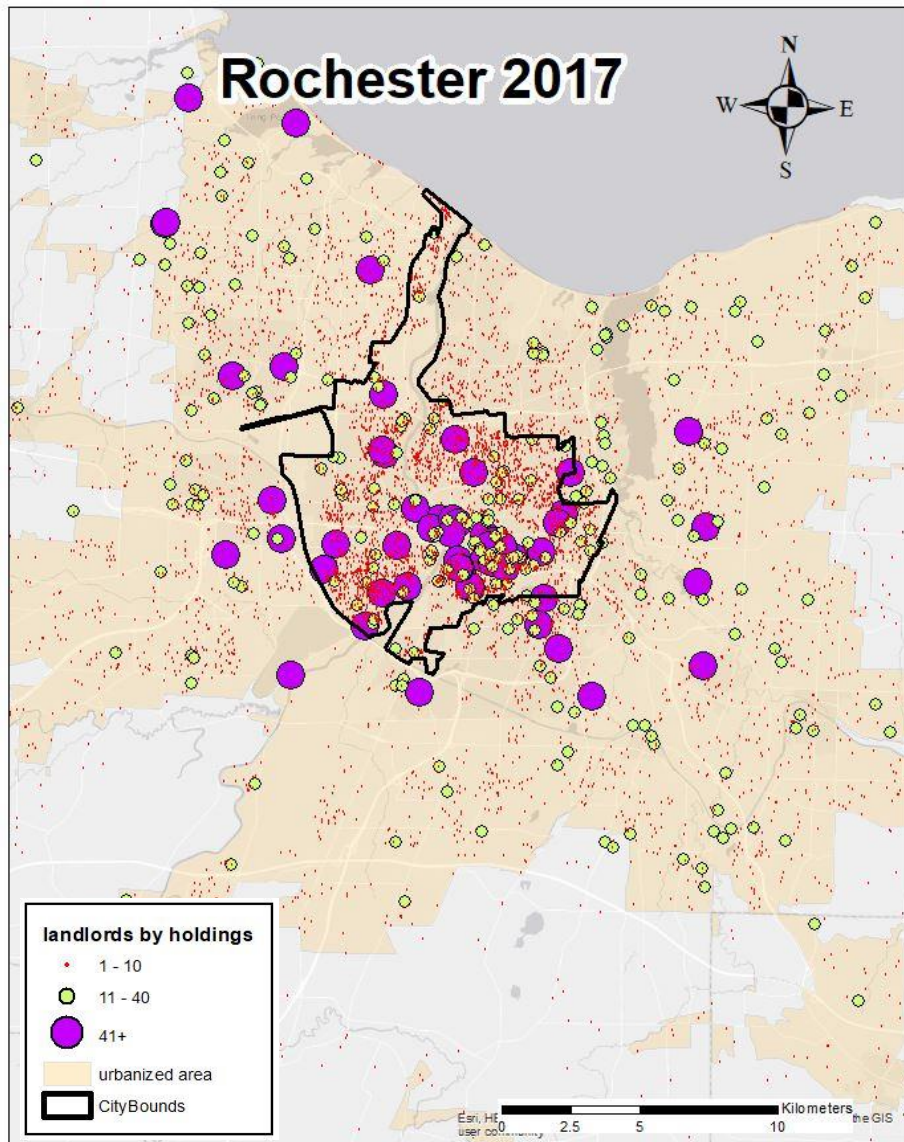 Rochester 2017
N
W E
S
landlords by holdings
1 - 10
11 - 40
41+
urbanized area
CityBounds
Kilometers
Esri, HE the GIS
user community
0 2.5 5 10